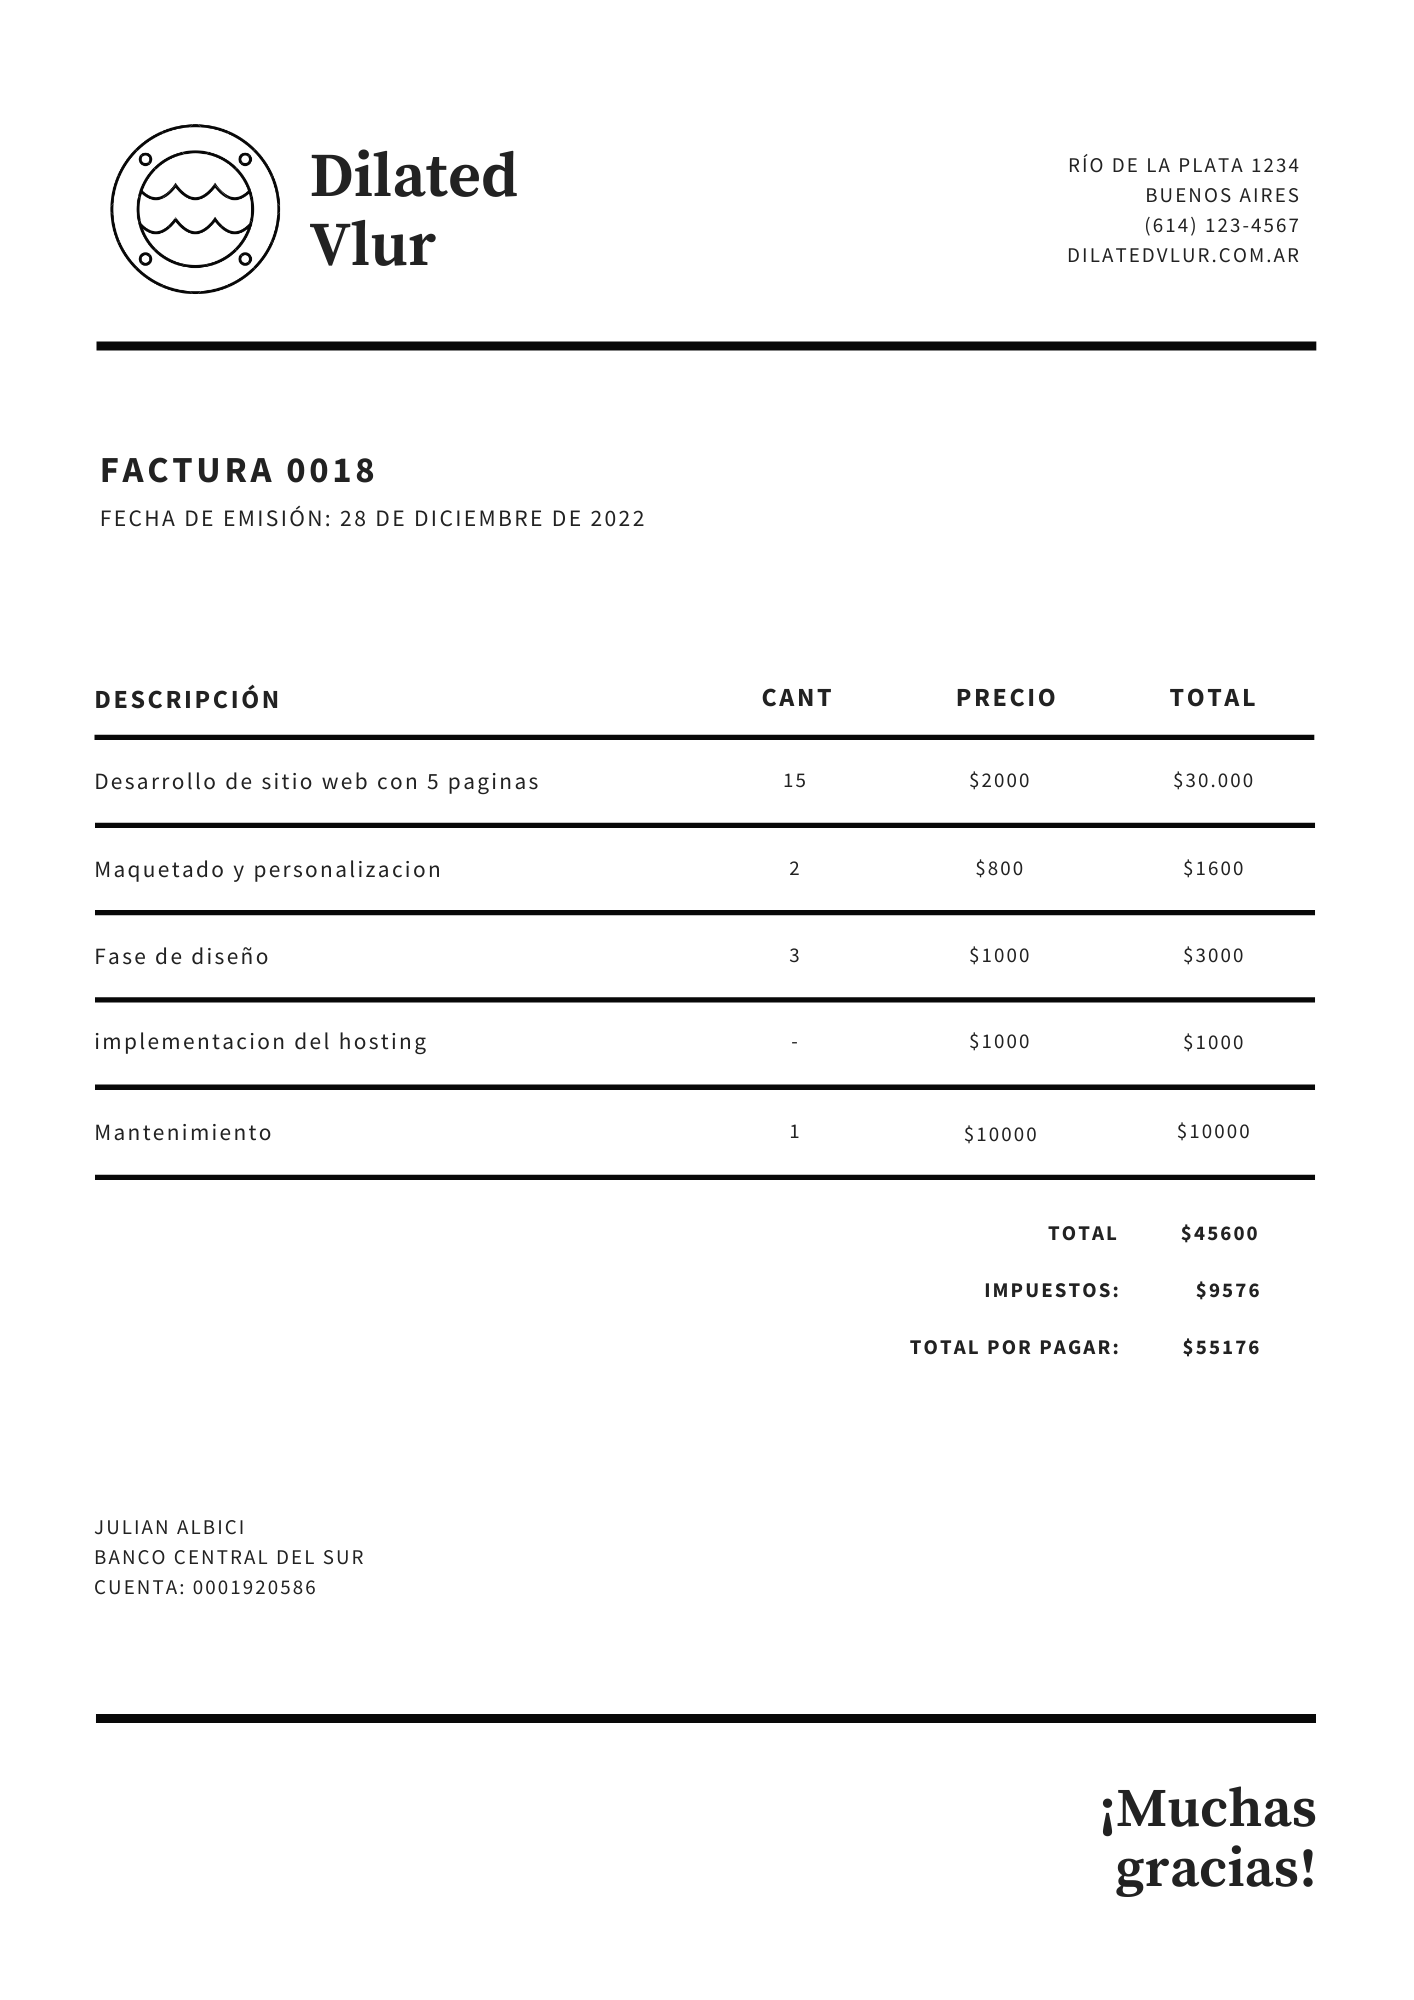 Dilated
Vlur
RÍO DE LA PLATA 1234
BUENOS AIRES
(614) 123-4567
DILATEDVLUR.COM.AR
FACTURA 0018
FECHA DE EMISIÓN: 28 DE DICIEMBRE DE 2022
DESCRIPCIÓN CANT PRECIO TOTAL
Desarrollo de sitio web con 5 paginas 15 $2000 $30.000
Maquetado y personalizacion 2 $800 $1600
Fase de diseño 3 $1000 $3000
implementacion del hosting - $1000 $1000
Mantenimiento 1 $10000 $10000
TOTAL $45600
IMPUESTOS: $9576
TOTAL POR PAGAR: $55176
JULIAN ALBICI
BANCO CENTRAL DEL SUR
CUENTA: 0001920586
¡Muchas
gracias!